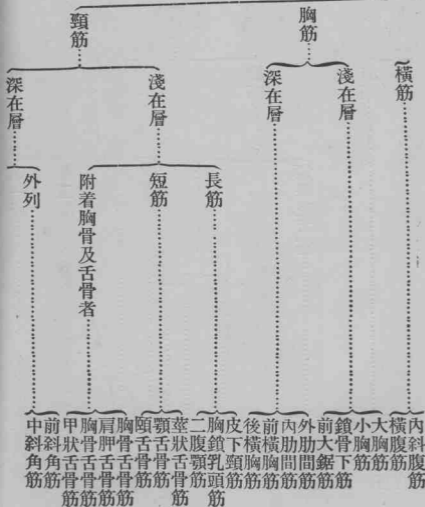 橫筋
內斜腹筋
橫腹筋
胸筋
淺在層
大胸筋
小胸筋
鎖骨下筋
前大鋸筋
深在層
外肋間筋
內肋間筋
前橫胸筋
後橫胸筋
頸筋
淺在層
長筋
皮下頸筋
胸鎖乳頭筋
二腹顎筋
短筋
莖狀舌骨筋
顎舌骨筋
頤舌骨筋
附着胸骨及舌骨者
胸骨舌骨筋
肩胛舌骨筋
胸骨舌骨筋
甲狀舌骨筋
深在層
外列
前斜角筋
中斜角筋